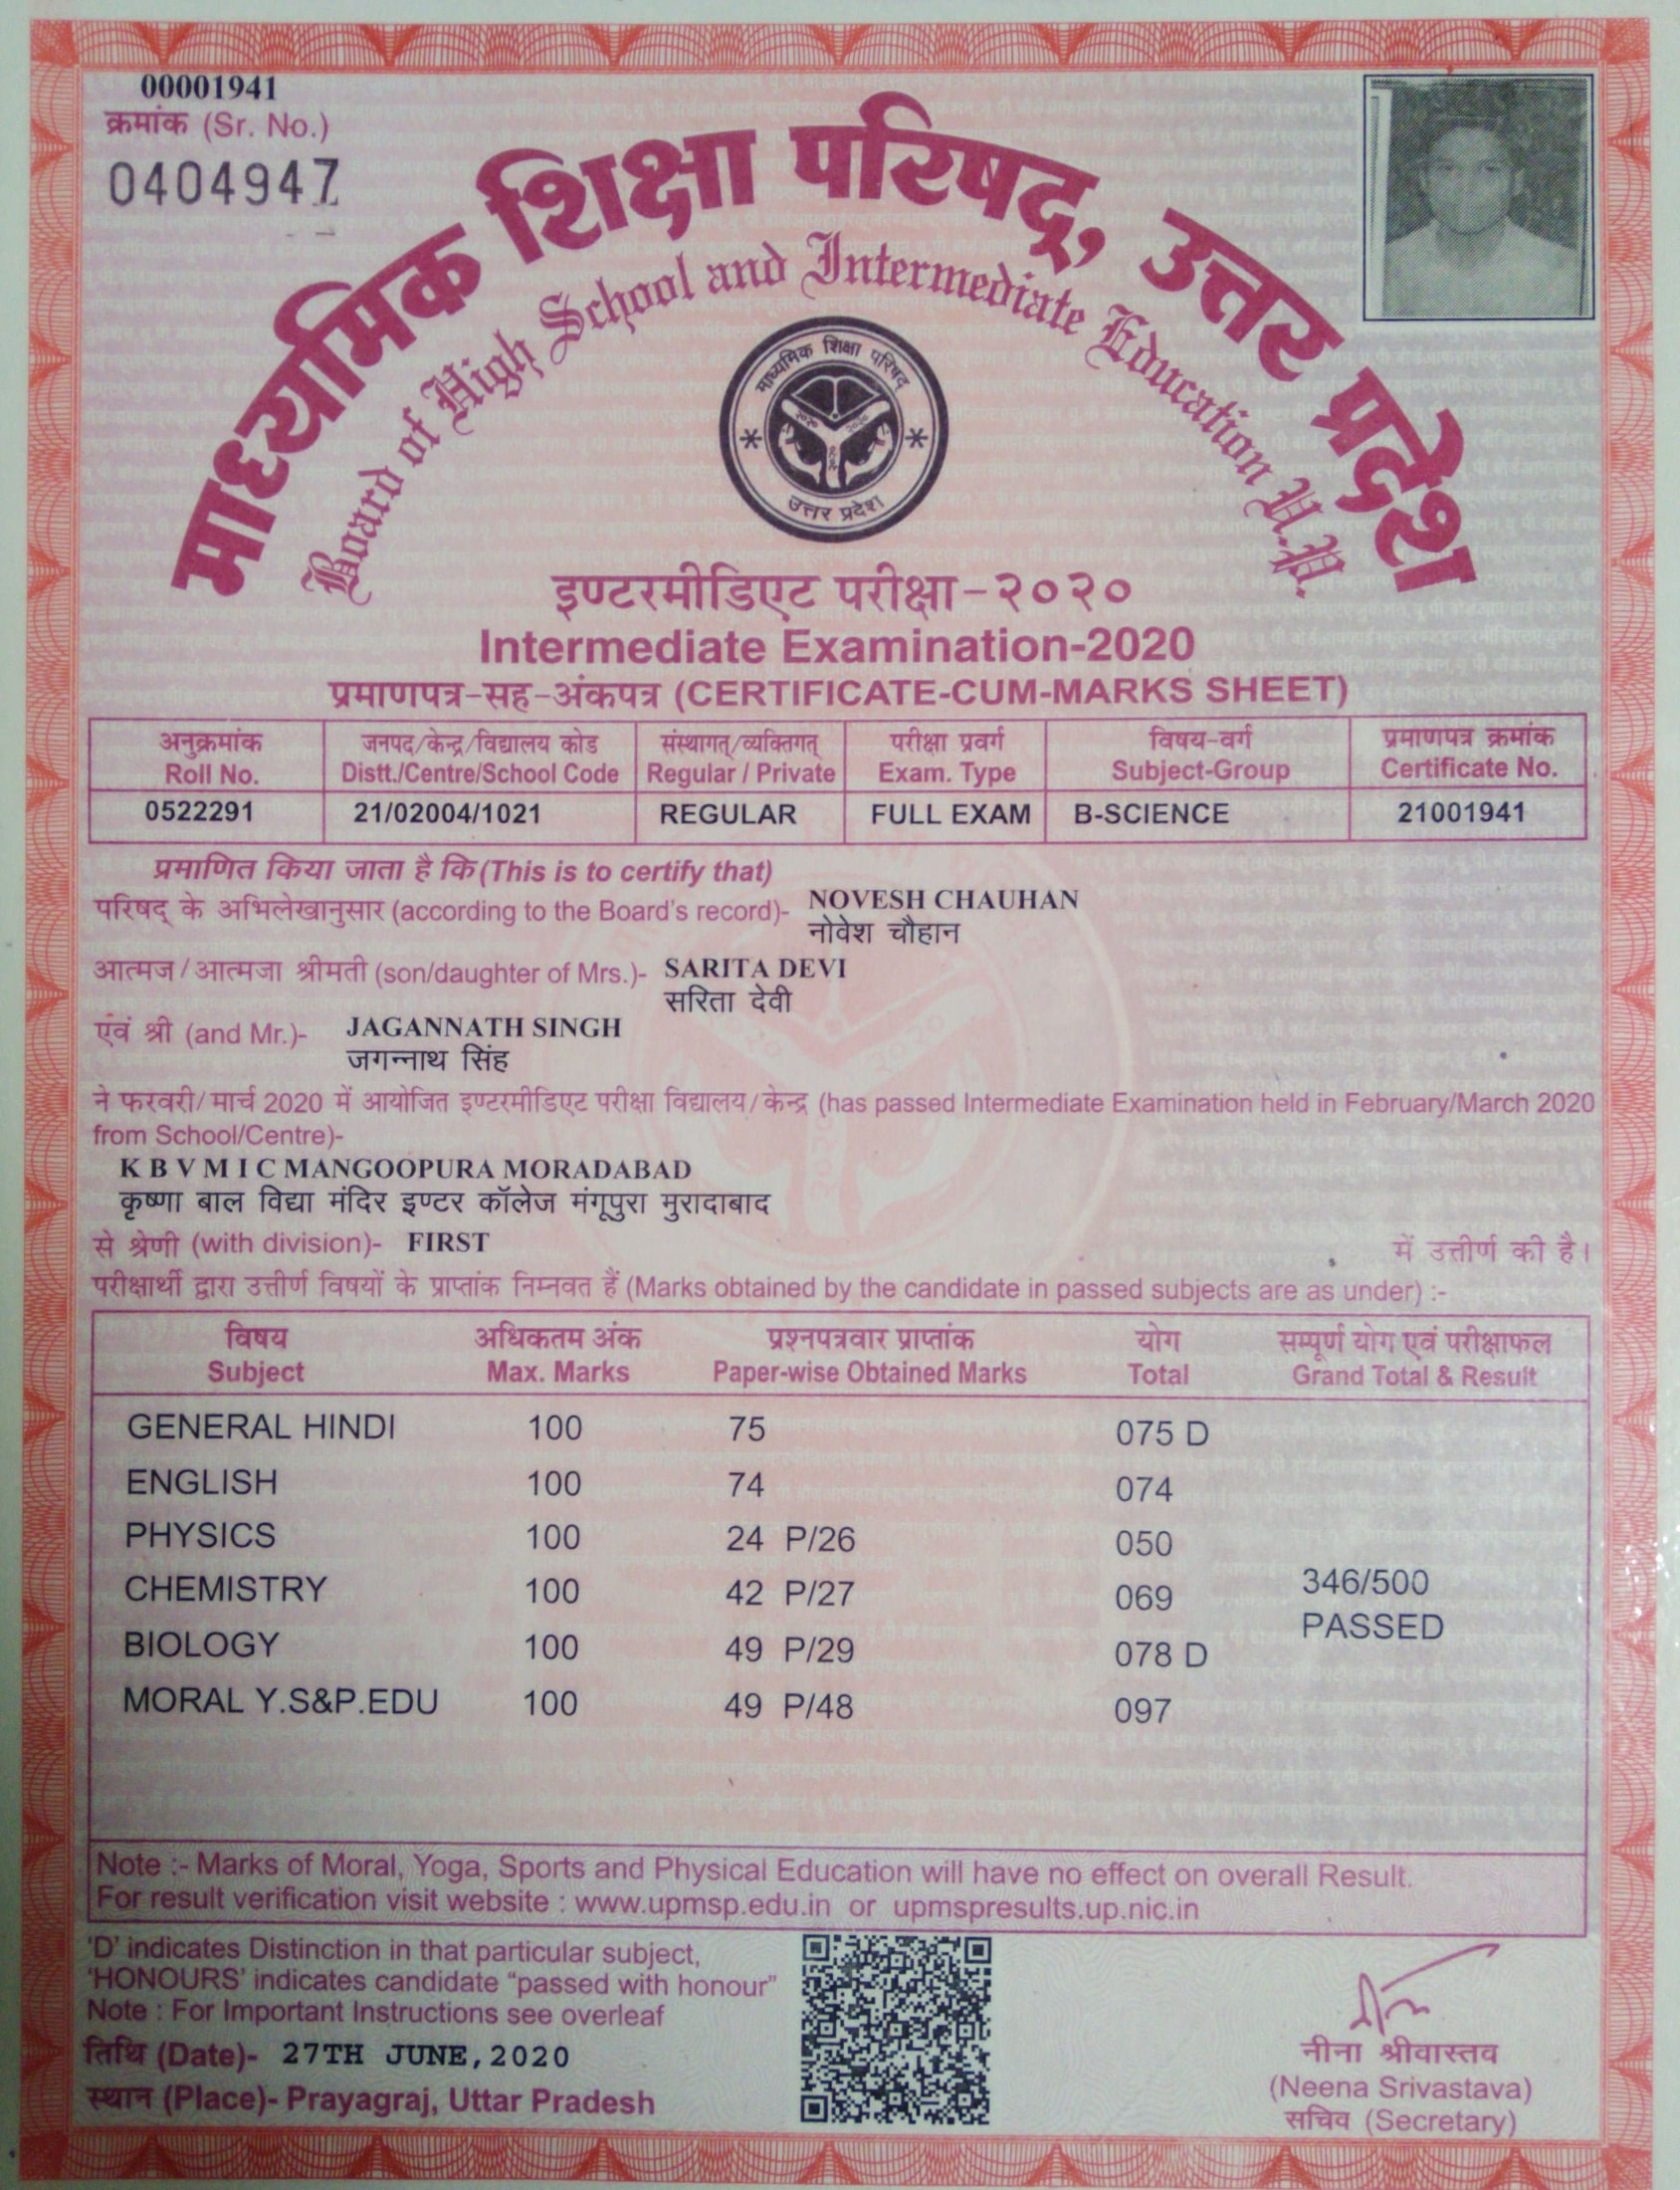 00001941
क्रमांक (Sr. No.)
0404947
माध्यमिक शिक्षा परिषद्, उत्तर प्रदेश
Board of High School and Intermediate Education U.P.
माध्यमिक शिक्षा परिषद
उत्तर प्रदेश
इण्टरमीडिएट परीक्षा-२०२०
Intermediate Examination-2020
प्रमाणपत्र-सह-अंकपत्र (CERTIFICATE-CUM-MARKS SHEET)
अनुक्रमांक जनपद/केन्द्र/विद्यालय कोड संस्थागत्/व्यक्तिगत् परीक्षा प्रवर्ग विषय-वर्ग प्रमाणपत्र क्रमांक
Roll No. Distt./Centre/School Code Regular / Private Exam. Type Subject-Group Certificate No.
0522291 21/02004/1021 REGULAR FULL EXAM B-SCIENCE 21001941
प्रमाणित किया जाता है कि (This is to certify that)
परिषद् के अभिलेखानुसार (according to the Board's record)- NOVESH CHAUHAN
नोवेश चौहान
आत्मज/आत्मजा श्रीमती (son/daughter of Mrs.)- SARITA DEVI
सरिता देवी
एवं श्री (and Mr.)- JAGANNATH SINGH
जगन्नाथ सिंह
ने फरवरी/मार्च 2020 में आयोजित इण्टरमीडिएट परीक्षा विद्यालय/केन्द्र (has passed Intermediate Examination held in February/March 2020
from School/Centre)-
K B V M I C MANGOOPURA MORADABAD
कृष्णा बाल विद्या मंदिर इण्टर कॉलेज मंगूपुरा मुरादाबाद
से श्रेणी (with division)- FIRST में उत्तीर्ण की है।
परीक्षार्थी द्वारा उत्तीर्ण विषयों के प्राप्तांक निम्नवत हैं (Marks obtained by the candidate in passed subjects are as under) :-
विषय अधिकतम अंक प्रश्नपत्रवार प्राप्तांक योग सम्पूर्ण योग एवं परीक्षाफल
Subject Max. Marks Paper-wise Obtained Marks Total Grand Total & Result
GENERAL HINDI 100 75 075 D
ENGLISH 100 74 074
PHYSICS 100 24 P/26 050
CHEMISTRY 100 42 P/27 069 346/500
PASSED
BIOLOGY 100 49 P/29 078 D
MORAL Y.S&P.EDU 100 49 P/48 097
Note :- Marks of Moral, Yoga, Sports and Physical Education will have no effect on overall Result.
For result verification visit website : www.upmsp.edu.in or upmspresults.up.nic.in
'D' indicates Distinction in that particular subject,
'HONOURS' indicates candidate "passed with honour"
Note : For Important Instructions see overleaf
तिथि (Date)- 27TH JUNE,2020
स्थान (Place)- Prayagraj, Uttar Pradesh
नीना श्रीवास्तव
(Neena Srivastava)
सचिव (Secretary)